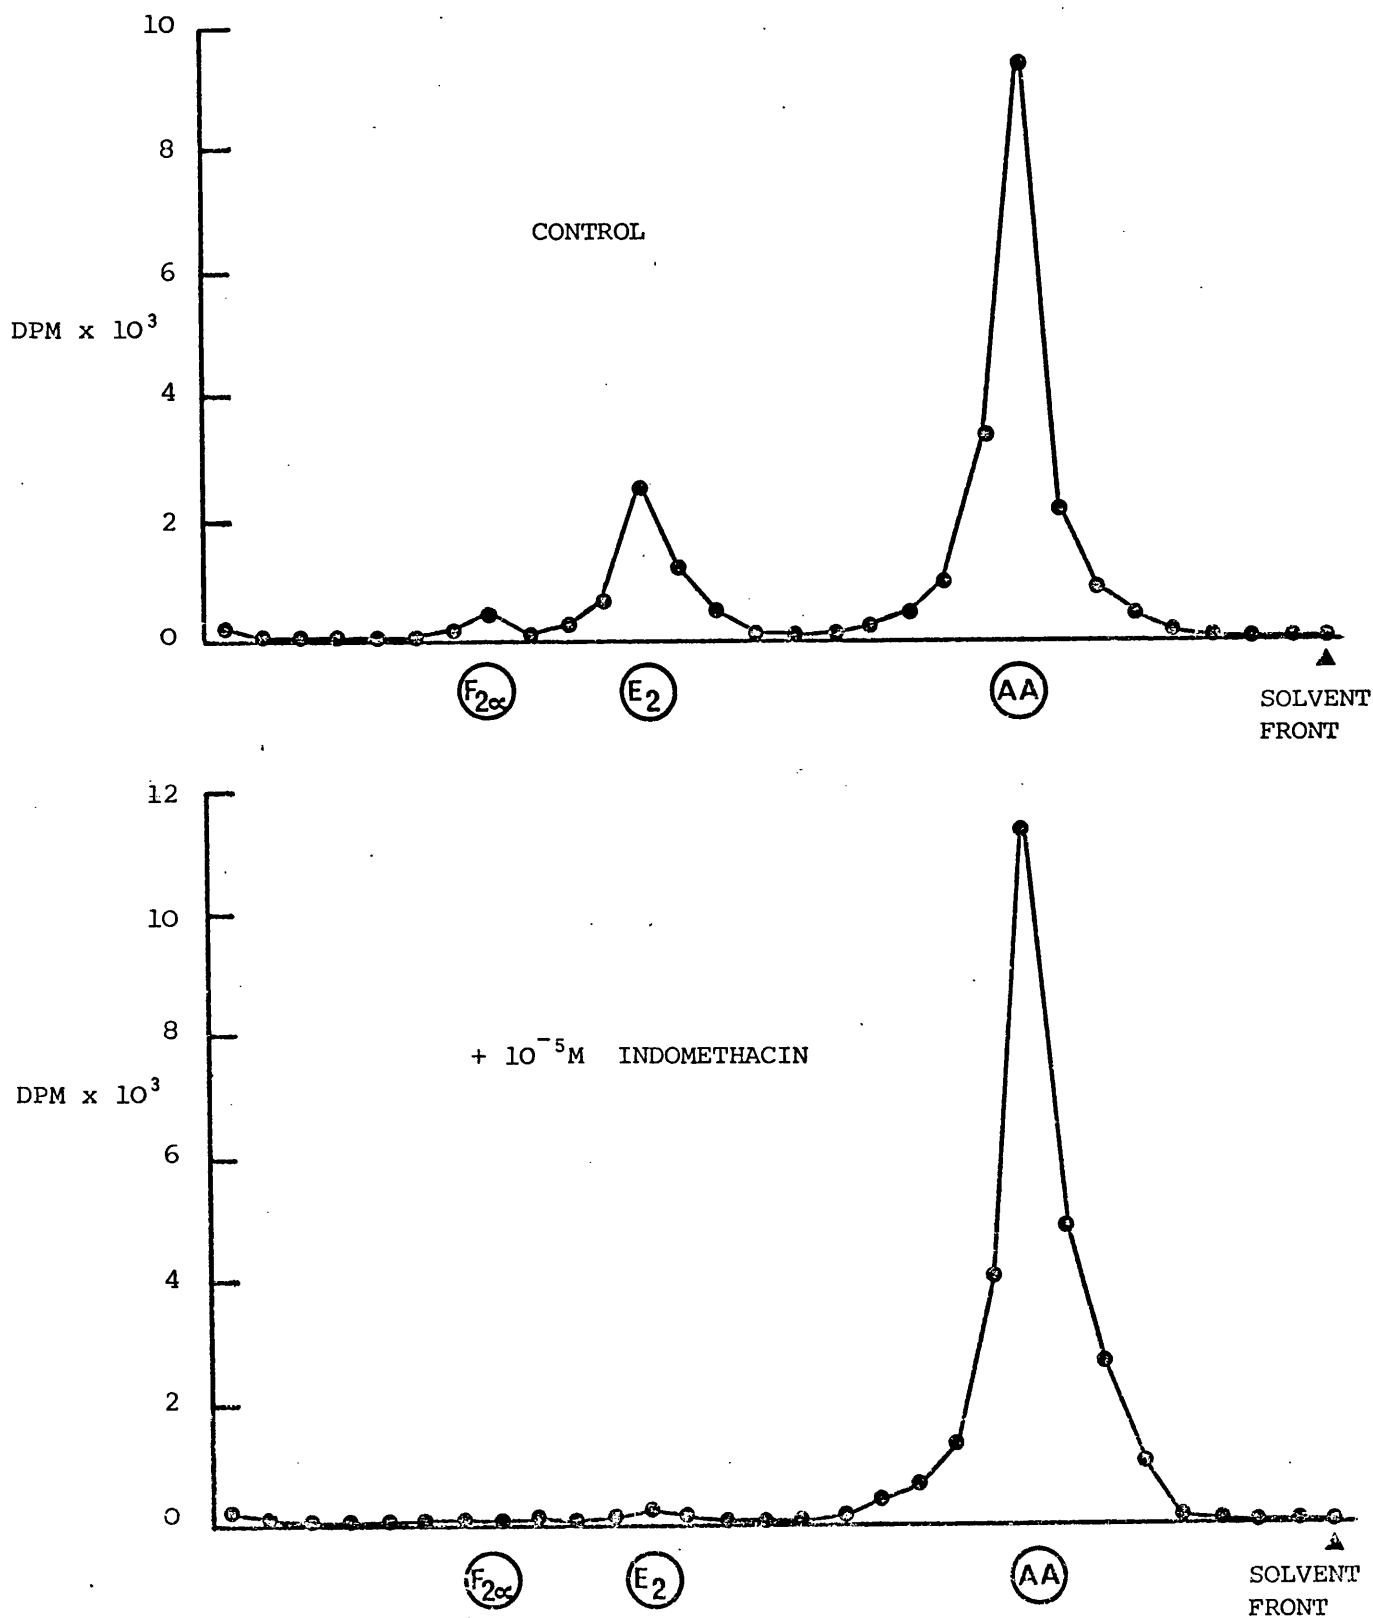 10
8
CONTROL
6
DPM x 10³
4
2
0
F2α E2 AA
SOLVENT
FRONT
12
10
8
+ 10⁻⁵M INDOMETHACIN
DPM x 10³
6
4
2
0
F2α E2 AA
SOLVENT
FRONT